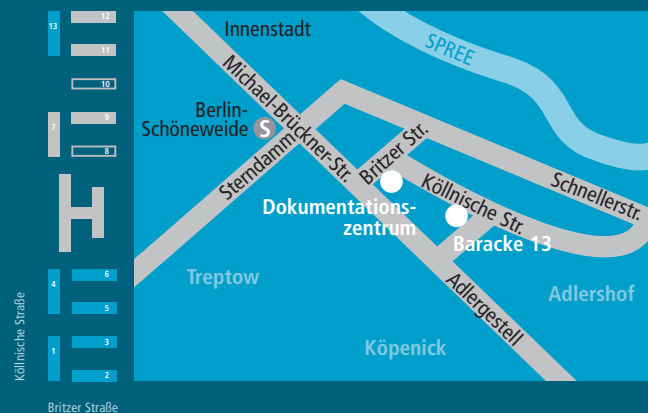 13
12
11
10
9
7
8
4
6
5
1
3
2
Köllnische Straße
Britzer Straße
Innenstadt
SPREE
Michael-Brückner-Str.
Berlin-
Schöneweide
S
Sterndamm
Britzer Str.
Köllnische Str.
Schnellerstr.
Dokumentations-
zentrum
Baracke 13
Treptow
Adlergestell
Adlershof
Köpenick